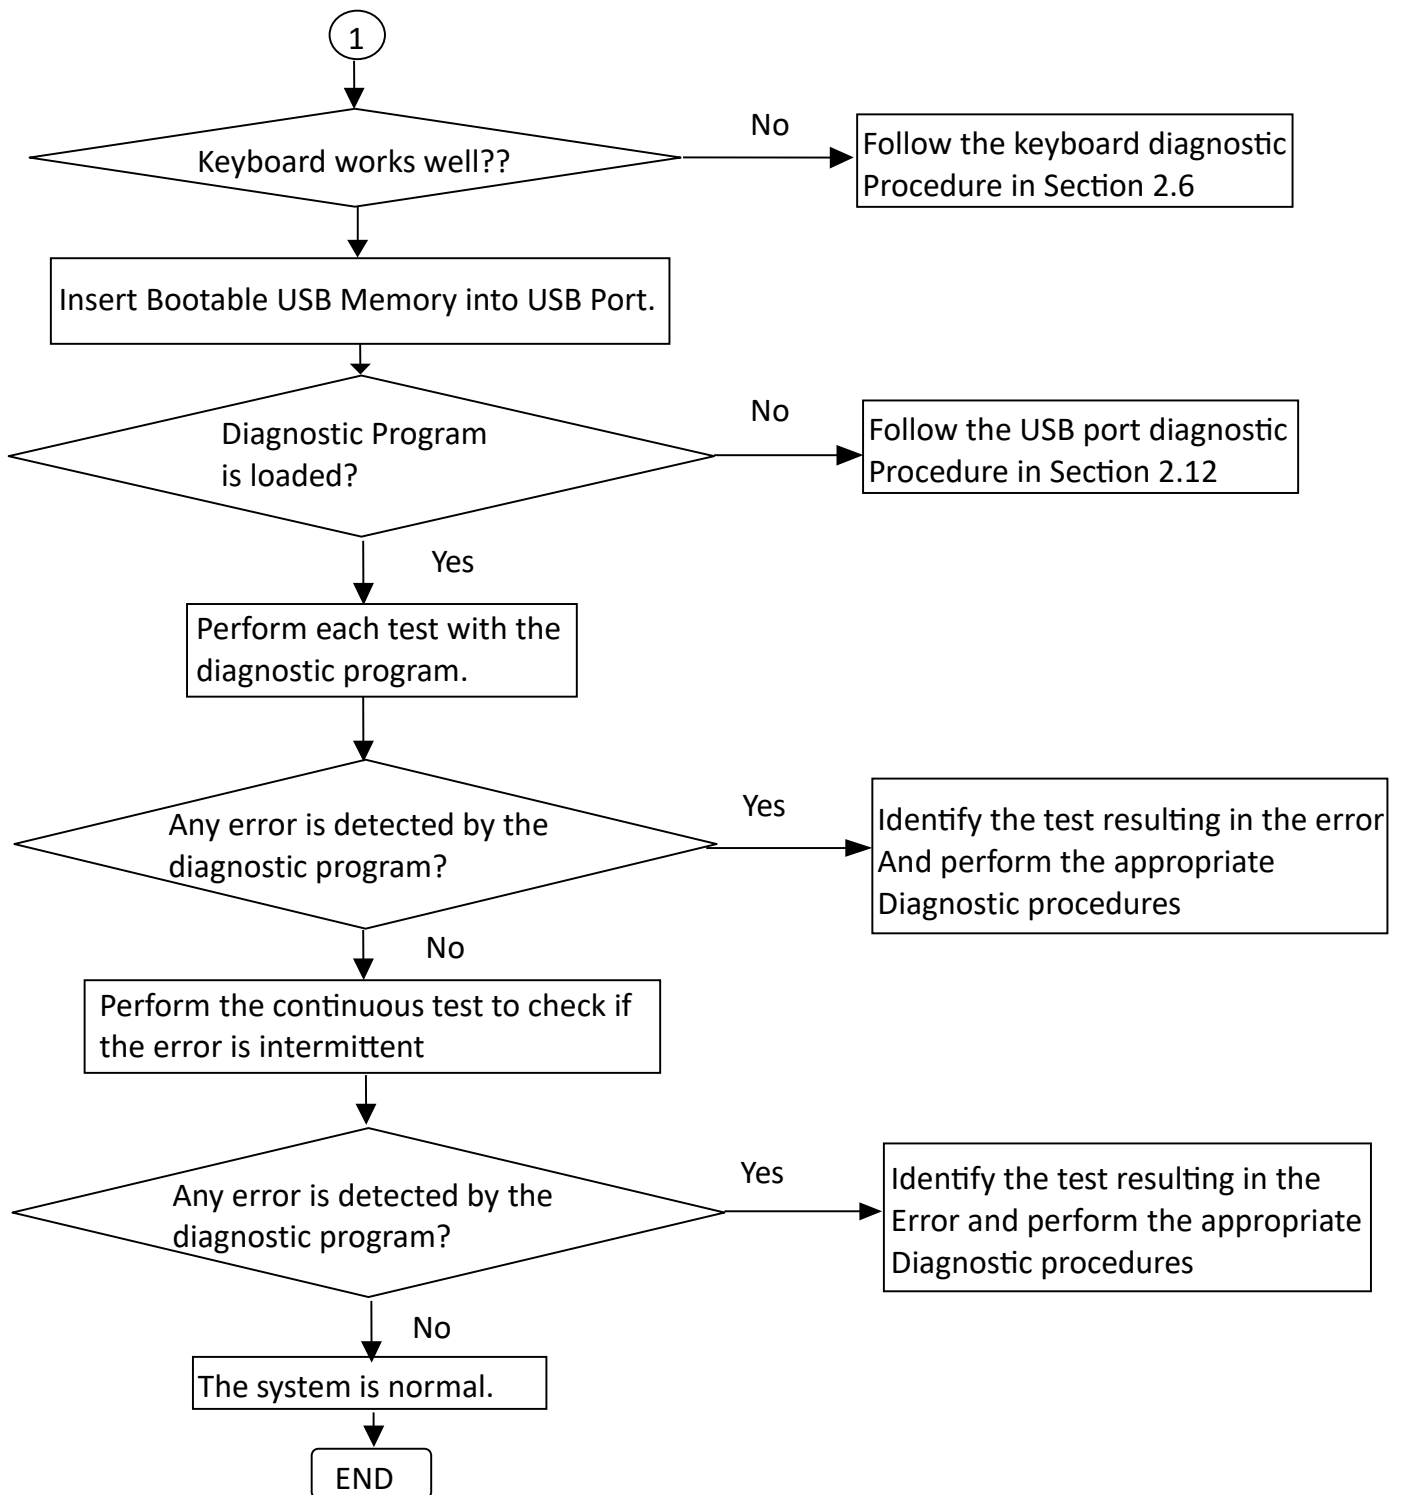 1
Keyboard works well??
No
Follow the keyboard diagnostic
Procedure in Section 2.6
Insert Bootable USB Memory into USB Port.
Diagnostic Program
is loaded?
No
Follow the USB port diagnostic
Procedure in Section 2.12
Yes
Perform each test with the
diagnostic program.
Any error is detected by the
diagnostic program?
Yes
Identify the test resulting in the error
And perform the appropriate
Diagnostic procedures
No
Perform the continuous test to check if
the error is intermittent
Any error is detected by the
diagnostic program?
Yes
Identify the test resulting in the
Error and perform the appropriate
Diagnostic procedures
No
The system is normal.
END